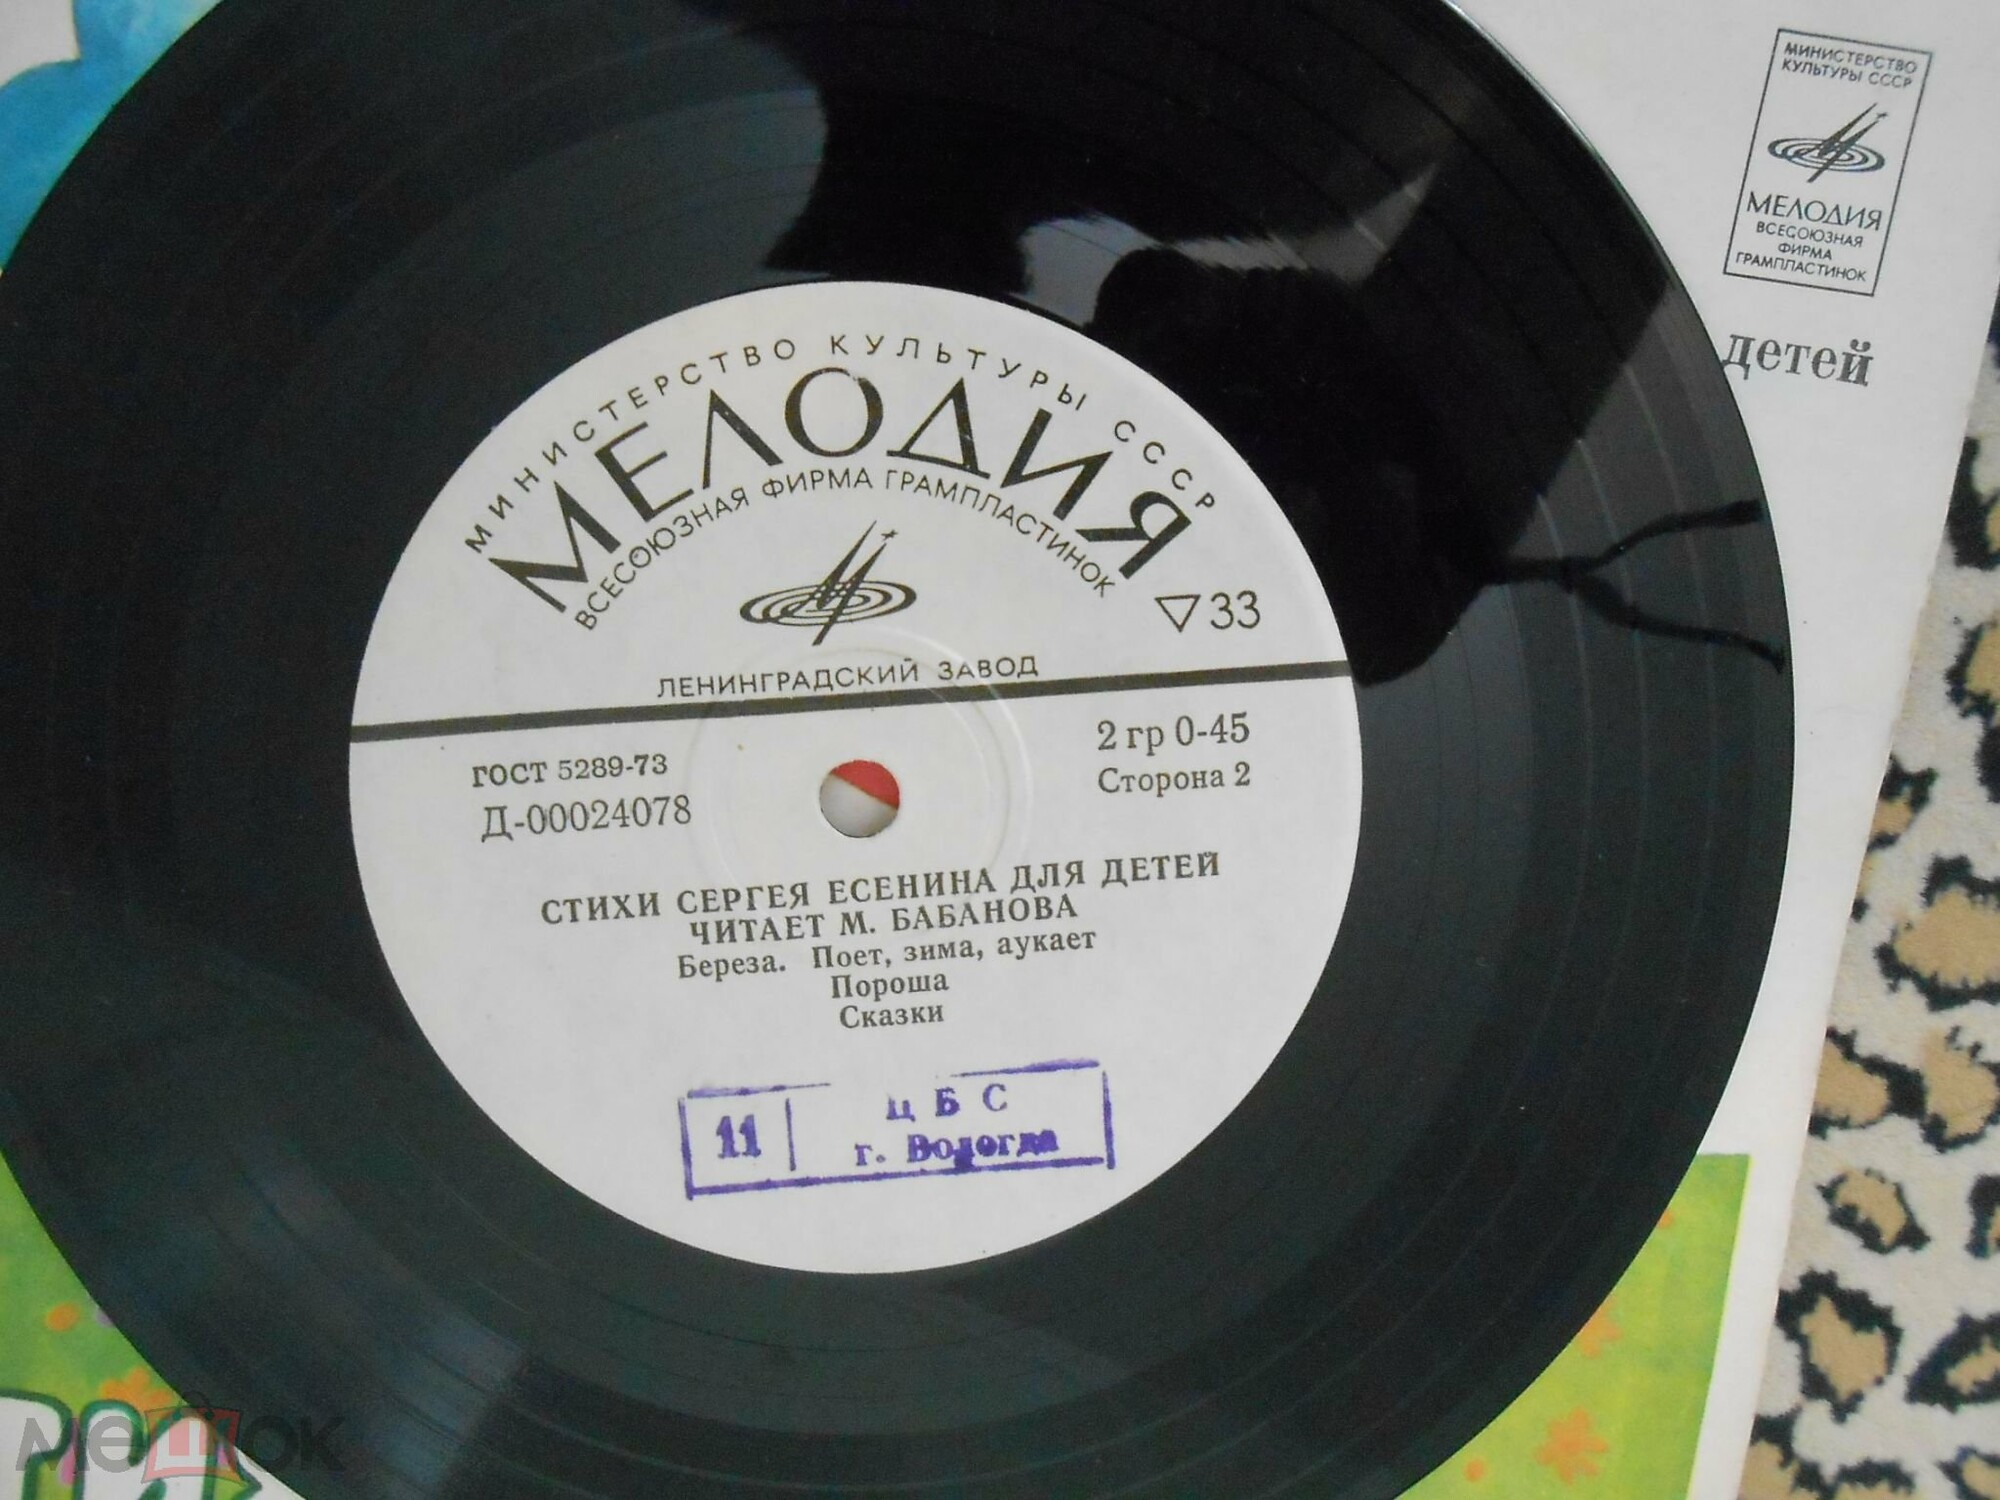 МИНИСТЕРСТВО КУЛЬТУРЫ СССР
МЕЛОДИЯ
ВСЕСОЮЗНАЯ ФИРМА ГРАМПЛАСТИНОК
▽33
ЛЕНИНГРАДСКИЙ ЗАВОД
ГОСТ 5289-73
Д-00024078
2 гр 0-45
Сторона 2
СТИХИ СЕРГЕЯ ЕСЕНИНА ДЛЯ ДЕТЕЙ
ЧИТАЕТ М. БАБАНОВА
Береза. Поет, зима, аукает
Пороша
Сказки
11
ЦБС
г. Вологда
МИНИСТЕРСТВО
КУЛЬТУРЫ СССР
МЕЛОДИЯ
ВСЕСОЮЗНАЯ
ФИРМА
ГРАМПЛАСТИНОК
детей
мешок